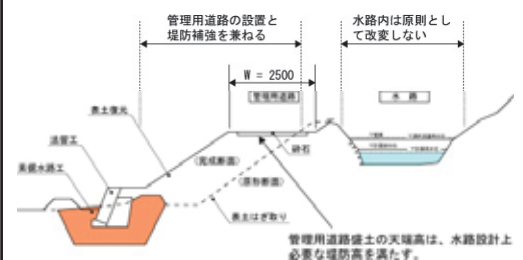 管理用道路の設置と
堤防補強を兼ねる
水路内は原則とし
て改変しない
W = 2500
管理用道路
水 路
表土復元
法留工
承水路工
砕石
(完成断面)
(原形断面)
表土はぎ取り
管理用道路盛土の天端高は、水路設計上
必要な堤防高を満たす。